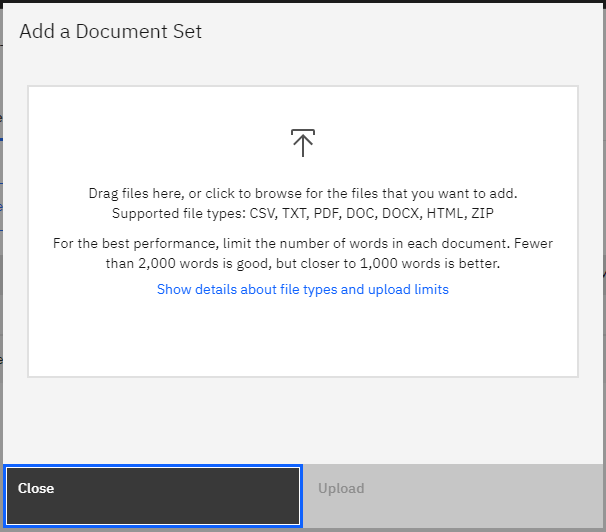 Add a Document Set
Drag files here, or click to browse for the files that you want to add.
Supported file types: CSV, TXT, PDF, DOC, DOCX, HTML, ZIP
For the best performance, limit the number of words in each document. Fewer
than 2,000 words is good, but closer to 1,000 words is better.
Show details about file types and upload limits
Close
Upload